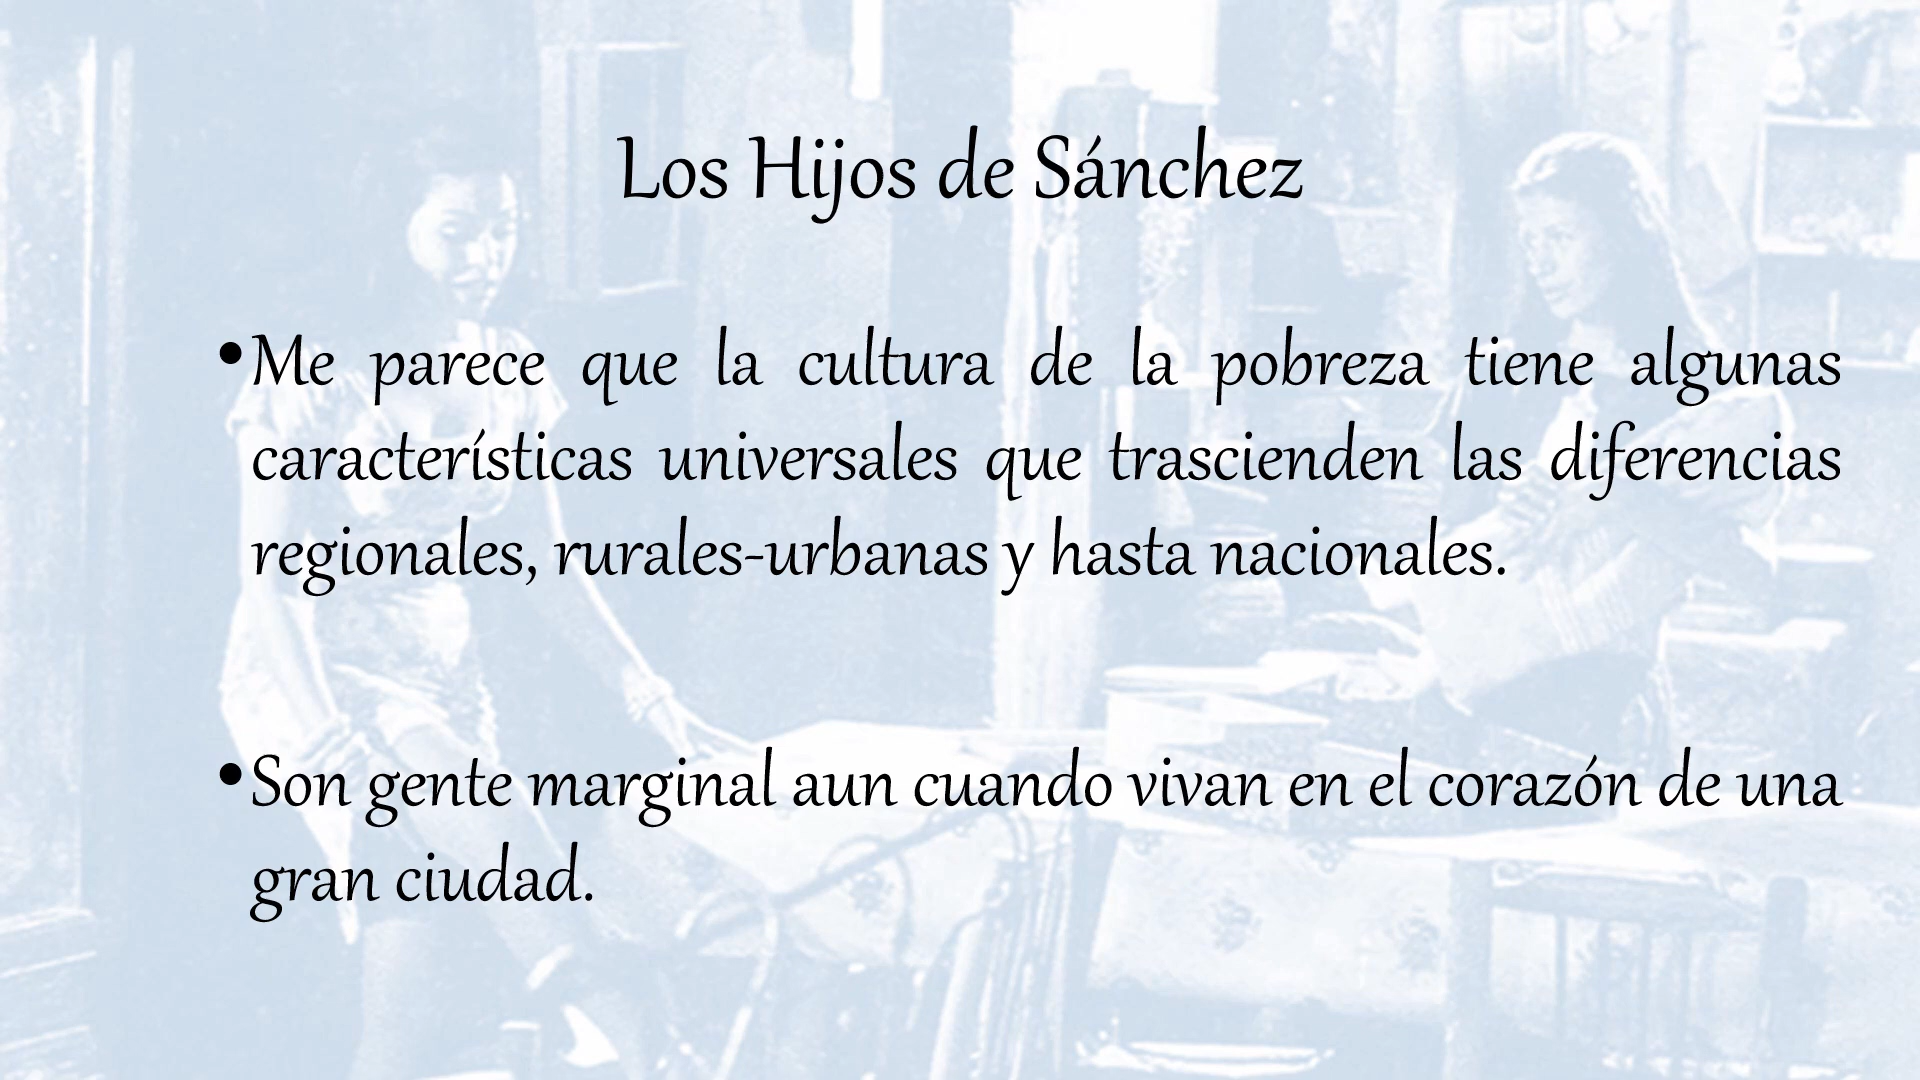 Los Hijos de Sánchez
•Me parece que la cultura de la pobreza tiene algunas
características universales que trascienden las diferencias
regionales, rurales-urbanas y hasta nacionales.
•Son gente marginal aun cuando vivan en el corazón de una
gran ciudad.